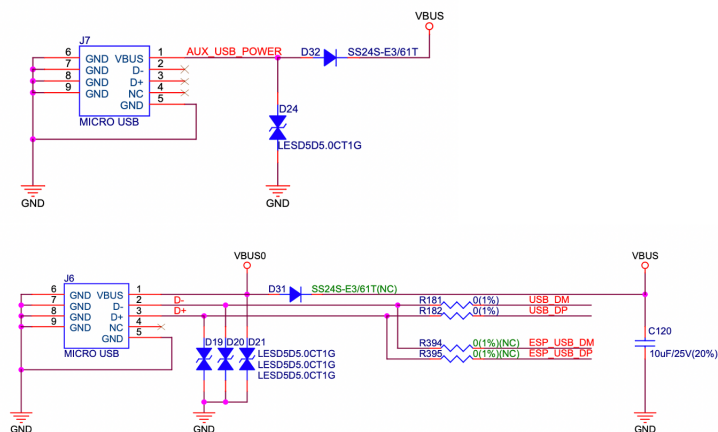 VBUS
J7
D32 SS24S-E3/61T
AUX_USB_POWER
6 GND VBUS 1
7 GND D- 2
8 GND D+ 3
9 GND NC 4
GND 5
MICRO USB
D24
LESD5D5.0CT1G
GND GND
VBUS0 VBUS
J6
D31 SS24S-E3/61T(NC)
6 GND VBUS 1
7 GND D- 2 D- R181 0(1%) USB_DM
8 GND D+ 3 D+ R182 0(1%) USB_DP
9 GND NC 4
GND 5
MICRO USB
D19 D20 D21
LESD5D5.0CT1G
LESD5D5.0CT1G
LESD5D5.0CT1G
R394 0(1%)(NC) ESP_USB_DM
R395 0(1%)(NC) ESP_USB_DP
C120
10uF/25V(20%)
GND GND GND